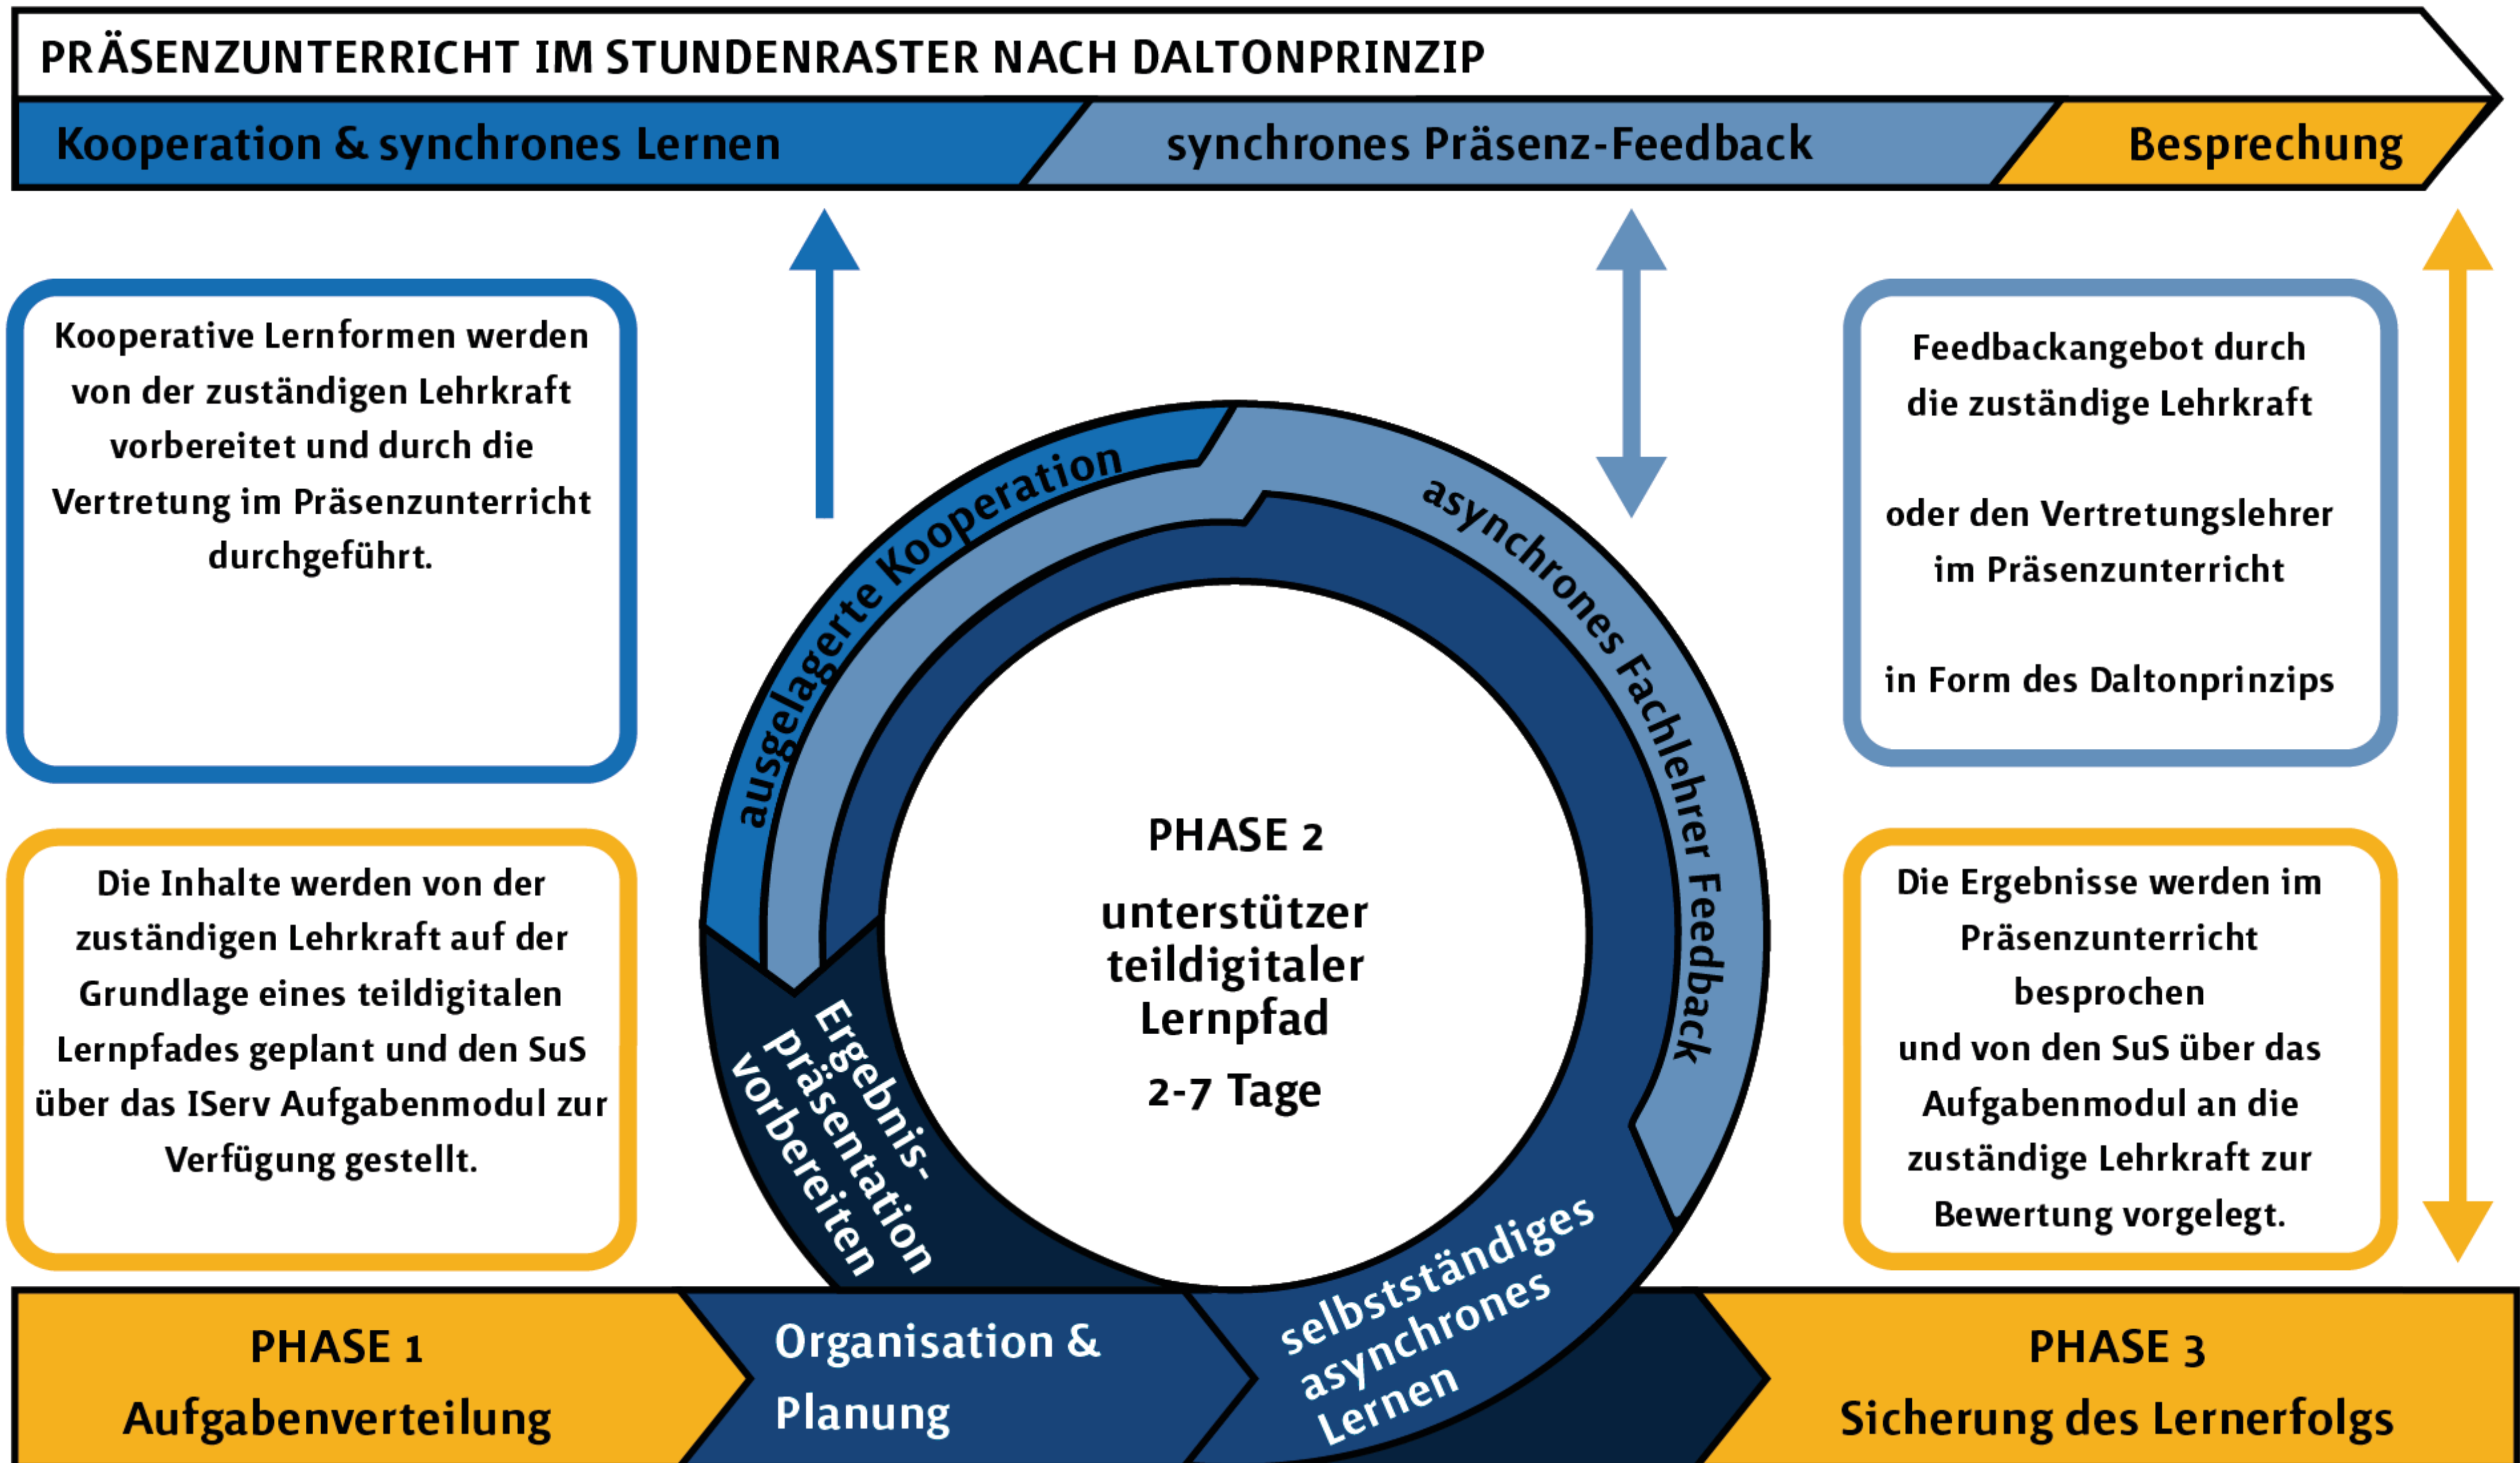 PRÄSENZUNTERRICHT IM STUNDENRASTER NACH DALTONPRINZIP
Kooperation & synchrones Lernen
synchrones Präsenz-Feedback
Besprechung
Kooperative Lernformen werden
von der zuständigen Lehrkraft
vorbereitet und durch die
Vertretung im Präsenzunterricht
durchgeführt.
Feedbackangebot durch
die zuständige Lehrkraft
oder den Vertretungslehrer
im Präsenzunterricht
in Form des Daltonprinzips
ausgelagerte Kooperation
asynchrones Fachlehrer Feedback
Die Inhalte werden von der
zuständigen Lehrkraft auf der
Grundlage eines teildigitalen
Lernpfades geplant und den SuS
über das IServ Aufgabenmodul zur
Verfügung gestellt.
PHASE 2
unterstützer
teildigitaler
Lernpfad
2-7 Tage
Die Ergebnisse werden im
Präsenzunterricht
besprochen
und von den SuS über das
Aufgabenmodul an die
zuständige Lehrkraft zur
Bewertung vorgelegt.
Ergebnis-
präsentation
vorbereiten
selbstständiges
asynchrones
Lernen
PHASE 1
Aufgabenverteilung
Organisation &
Planung
PHASE 3
Sicherung des Lernerfolgs